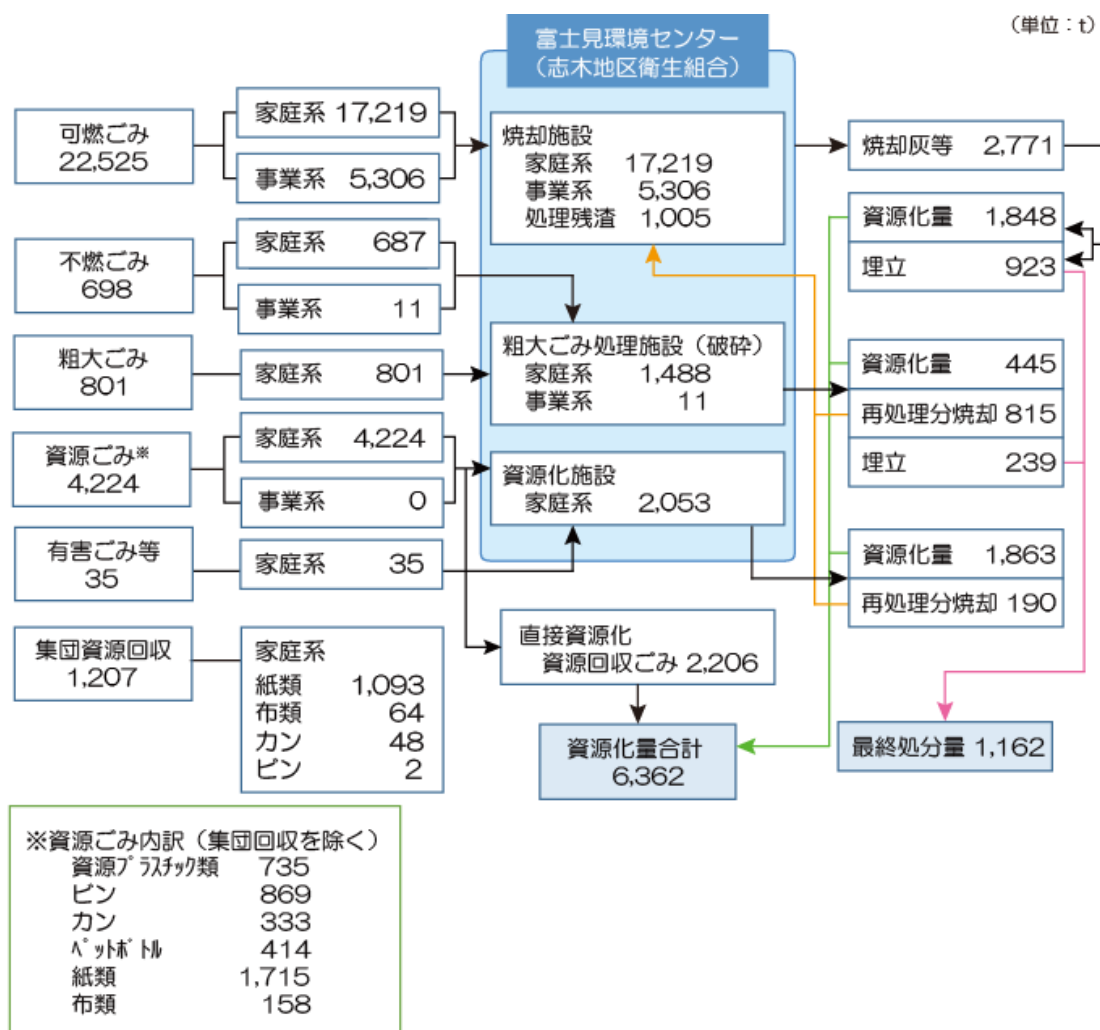 (単位：t)
富士見環境センター
(志木地区衛生組合)
可燃ごみ
22,525
家庭系 17,219
事業系 5,306
焼却施設
家庭系 17,219
事業系 5,306
処理残渣 1,005
焼却灰等 2,771
資源化量 1,848
埋立 923
不燃ごみ
698
家庭系 687
事業系 11
粗大ごみ
801
家庭系 801
粗大ごみ処理施設（破砕）
家庭系 1,488
事業系 11
資源化量 445
再処理分焼却 815
埋立 239
資源ごみ※
4,224
家庭系 4,224
事業系 0
資源化施設
家庭系 2,053
有害ごみ等
35
家庭系 35
資源化量 1,863
再処理分焼却 190
集団資源回収
1,207
家庭系
紙類 1,093
布類 64
カン 48
ビン 2
直接資源化
資源回収ごみ 2,206
資源化量合計
6,362
最終処分量 1,162
※資源ごみ内訳（集団回収を除く）
資源ﾌﾟﾗｽﾁｯｸ類 735
ビン 869
カン 333
ﾍﾟｯﾄﾎﾞﾄﾙ 414
紙類 1,715
布類 158